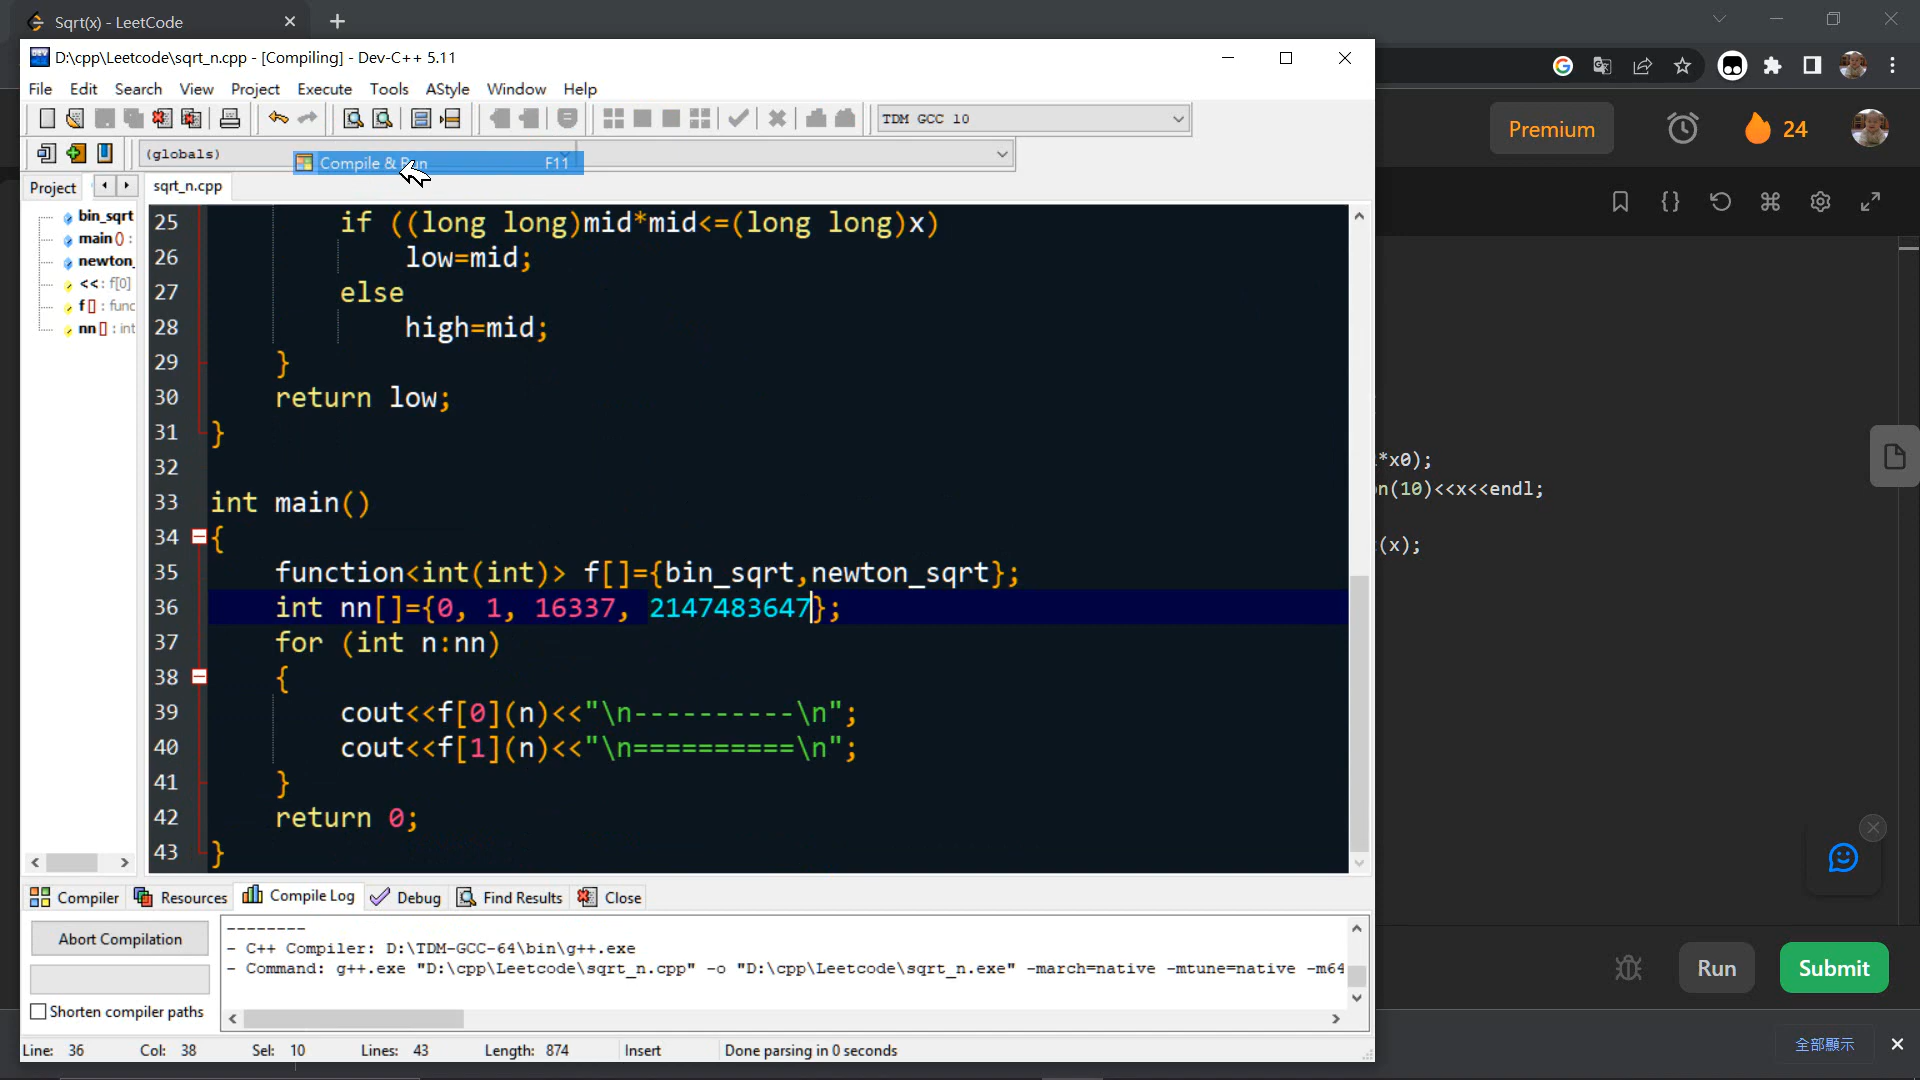 Sqrt(x) - LeetCode
D:\cpp\Leetcode\sqrt_n.cpp - [Compiling] - Dev-C++ 5.11
File Edit Search View Project Execute Tools AStyle Window Help
TDM GCC 10
(globals)
Compile & Run F11
Project
sqrt_n.cpp
bin_sqrt
main() :
newton_
<<: f[0]
f[] : func
nn[] : int
25 if ((long long)mid*mid<=(long long)x)
26 low=mid;
27 else
28 high=mid;
29 }
30 return low;
31 }
32
33 int main()
34 {
35 function<int(int)> f[]={bin_sqrt,newton_sqrt};
36 int nn[]={0, 1, 16337, 2147483647};
37 for (int n:nn)
38 {
39 cout<<f[0](n)<<"\n----------\n";
40 cout<<f[1](n)<<"\n==========\n";
41 }
42 return 0;
43 }
Compiler Resources Compile Log Debug Find Results Close
Abort Compilation
Shorten compiler paths
--------
- C++ Compiler: D:\TDM-GCC-64\bin\g++.exe
- Command: g++.exe "D:\cpp\Leetcode\sqrt_n.cpp" -o "D:\cpp\Leetcode\sqrt_n.exe" -march=native -mtune=native -m64
Line: 36 Col: 38 Sel: 10 Lines: 43 Length: 874 Insert Done parsing in 0 seconds
Premium
24
*x0);
n(10)<<x<<endl;
(x);
Run
Submit
全部顯示